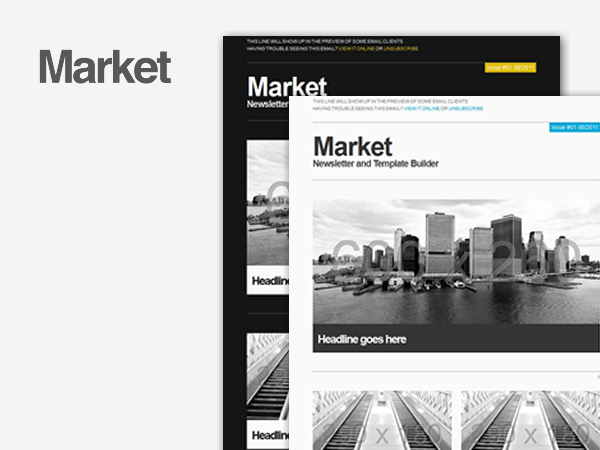 Market
THIS LINE WILL SHOW UP IN THE PREVIEW OF SOME EMAIL CLIENTS
HAVING TROUBLE SEEING THIS EMAIL? VIEW IT ONLINE OR UNSUBSCRIBE
Issue #01 08/2011
Market
Newsletter
Headline
Headline
THIS LINE WILL SHOW UP IN THE PREVIEW OF SOME EMAIL CLIENTS
HAVING TROUBLE SEEING THIS EMAIL? VIEW IT ONLINE OR UNSUBSCRIBE
Issue #01 08/2011
Market
Newsletter and Template Builder
600 x 260
Headline goes here